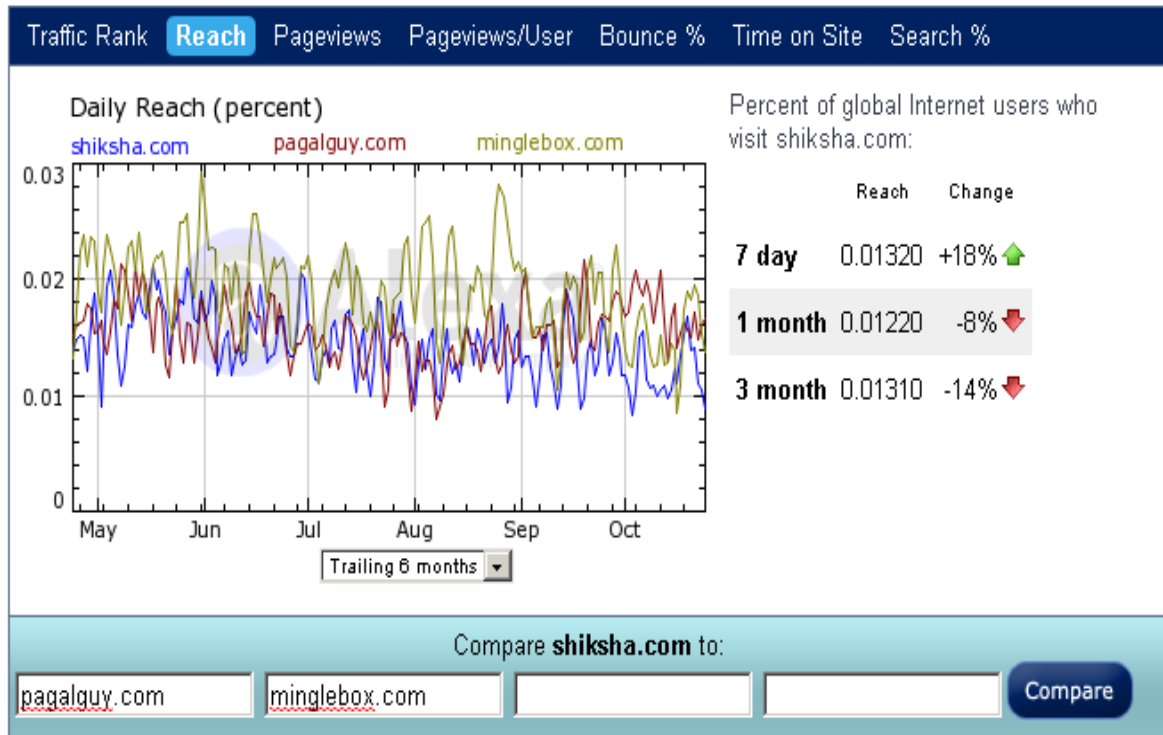 Traffic Rank Reach Pageviews Pageviews/User Bounce % Time on Site Search %
Daily Reach (percent)
shiksha.com pagalguy.com minglebox.com
0.03
0.02
0.01
0
May Jun Jul Aug Sep Oct
Alexa
Trailing 6 months
Percent of global Internet users who
visit shiksha.com:
Reach Change
7 day 0.01320 +18%
1 month 0.01220 -8%
3 month 0.01310 -14%
Compare shiksha.com to:
pagalguy.com minglebox.com Compare